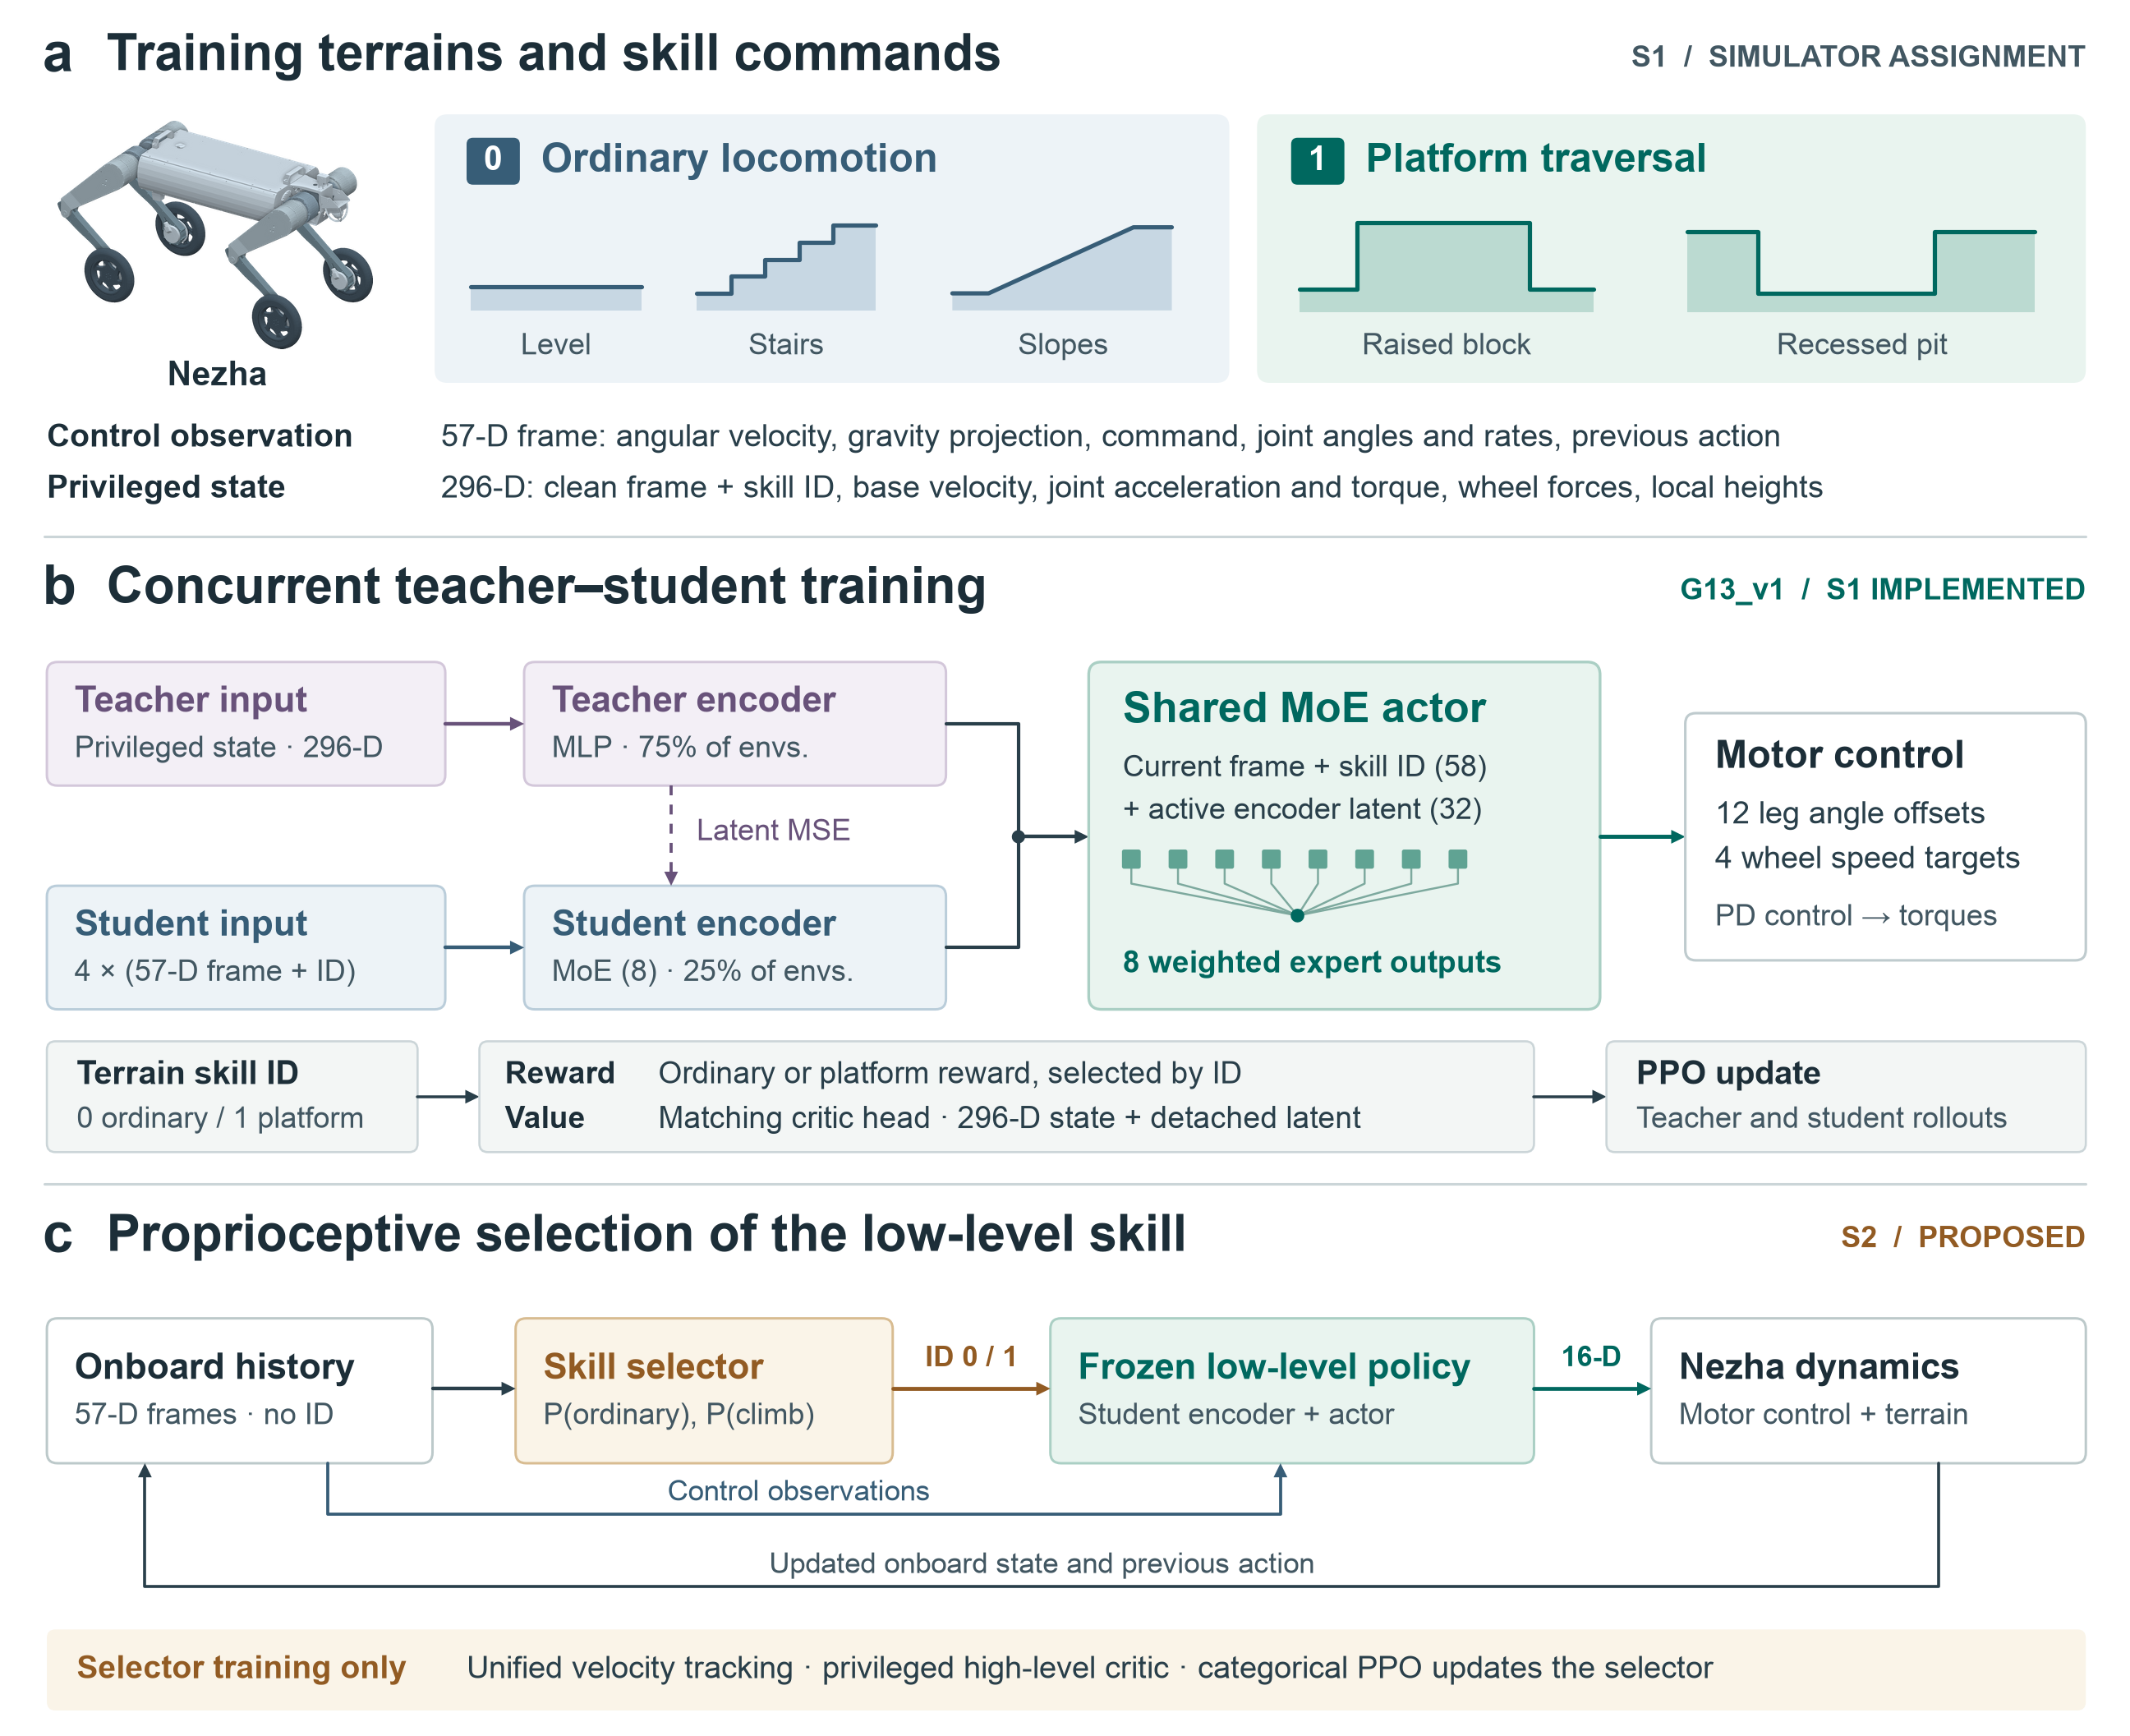 a Training terrains and skill commands
S1 / SIMULATOR ASSIGNMENT
Nezha
0 Ordinary locomotion
Level
Stairs
Slopes
1 Platform traversal
Raised block
Recessed pit
Control observation
57-D frame: angular velocity, gravity projection, command, joint angles and rates, previous action
Privileged state
296-D: clean frame + skill ID, base velocity, joint acceleration and torque, wheel forces, local heights
b Concurrent teacher–student training
G13_v1 / S1 IMPLEMENTED
Teacher input
Privileged state · 296-D
Teacher encoder
MLP · 75% of envs.
Latent MSE
Student input
4 × (57-D frame + ID)
Student encoder
MoE (8) · 25% of envs.
Shared MoE actor
Current frame + skill ID (58)
+ active encoder latent (32)
8 weighted expert outputs
Motor control
12 leg angle offsets
4 wheel speed targets
PD control → torques
Terrain skill ID
0 ordinary / 1 platform
Reward Ordinary or platform reward, selected by ID
Value Matching critic head · 296-D state + detached latent
PPO update
Teacher and student rollouts
c Proprioceptive selection of the low-level skill
S2 / PROPOSED
Onboard history
57-D frames · no ID
Skill selector
P(ordinary), P(climb)
ID 0 / 1
Frozen low-level policy
Student encoder + actor
16-D
Nezha dynamics
Motor control + terrain
Control observations
Updated onboard state and previous action
Selector training only
Unified velocity tracking · privileged high-level critic · categorical PPO updates the selector